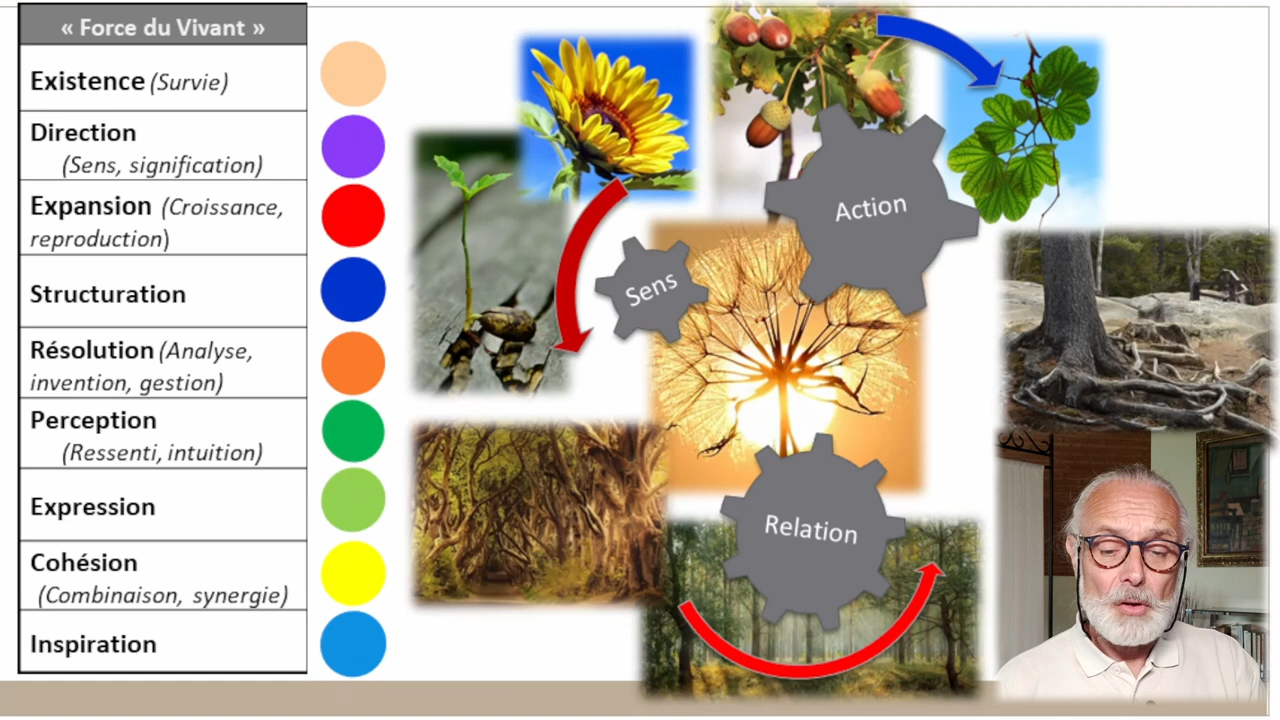 « Force du Vivant »
Existence (Survie)
Direction
(Sens, signification)
Expansion (Croissance,
reproduction)
Structuration
Résolution (Analyse,
invention, gestion)
Perception
(Ressenti, intuition)
Expression
Cohésion
(Combinaison, synergie)
Inspiration
Action
Sens
Relation